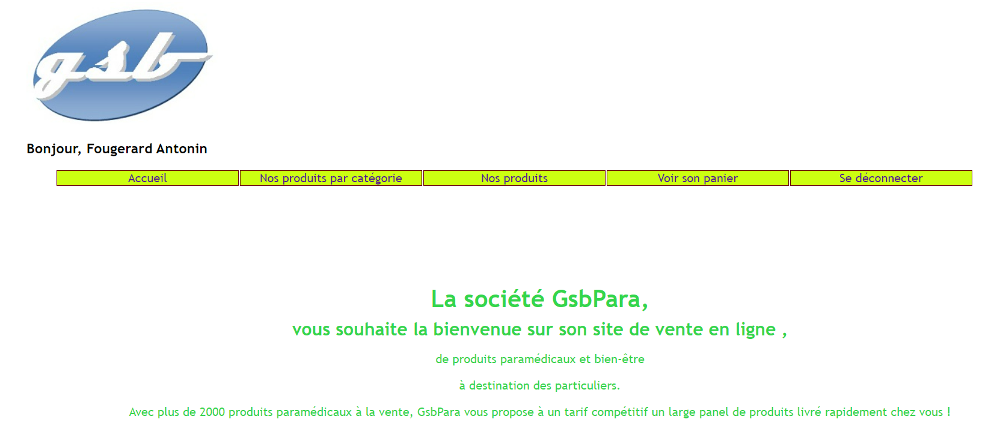 gsb
Bonjour, Fougerard Antonin
Accueil
Nos produits par catégorie
Nos produits
Voir son panier
Se déconnecter
La société GsbPara,
vous souhaite la bienvenue sur son site de vente en ligne ,
de produits paramédicaux et bien-être
à destination des particuliers.
Avec plus de 2000 produits paramédicaux à la vente, GsbPara vous propose à un tarif compétitif un large panel de produits livré rapidement chez vous !